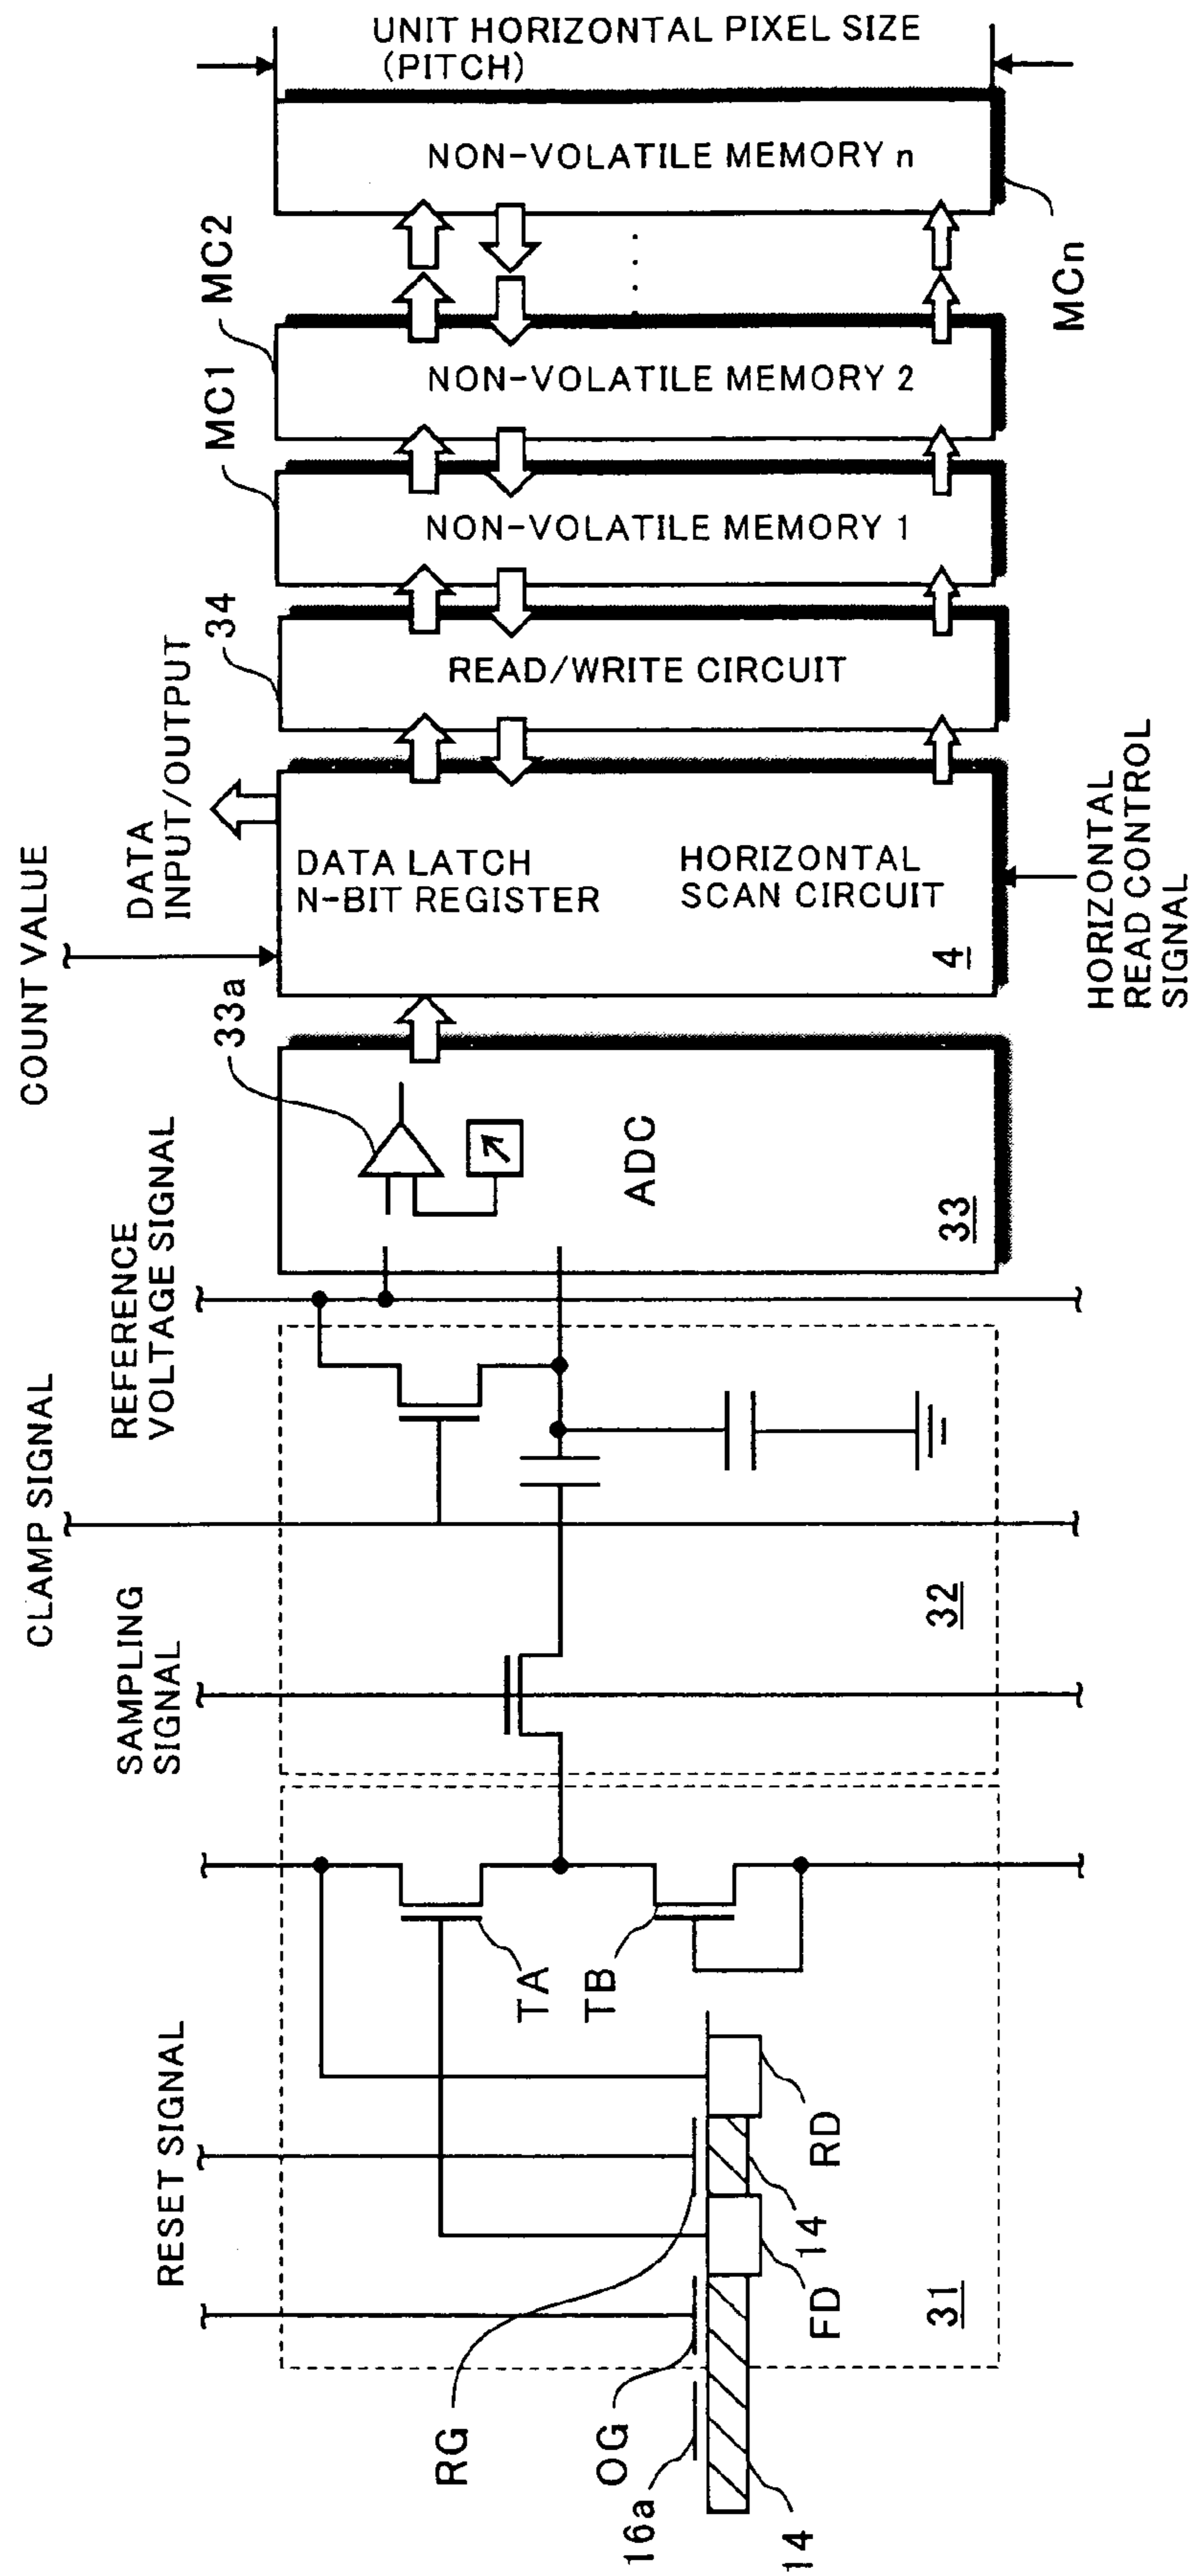 UNIT HORIZONTAL PIXEL SIZE
(PITCH)
NON-VOLATILE MEMORY n
MCn
MC2
NON-VOLATILE MEMORY 2
MC1
NON-VOLATILE MEMORY 1
34
READ/WRITE CIRCUIT
DATA
INPUT/OUTPUT
COUNT VALUE
DATA LATCH
N-BIT REGISTER
HORIZONTAL
SCAN CIRCUIT
4
HORIZONTAL
READ CONTROL
SIGNAL
33a
ADC
33
REFERENCE
VOLTAGE SIGNAL
CLAMP SIGNAL
SAMPLING
SIGNAL
32
TA
TB
RESET SIGNAL
RG
OG
16a
14
FD
14
RD
31